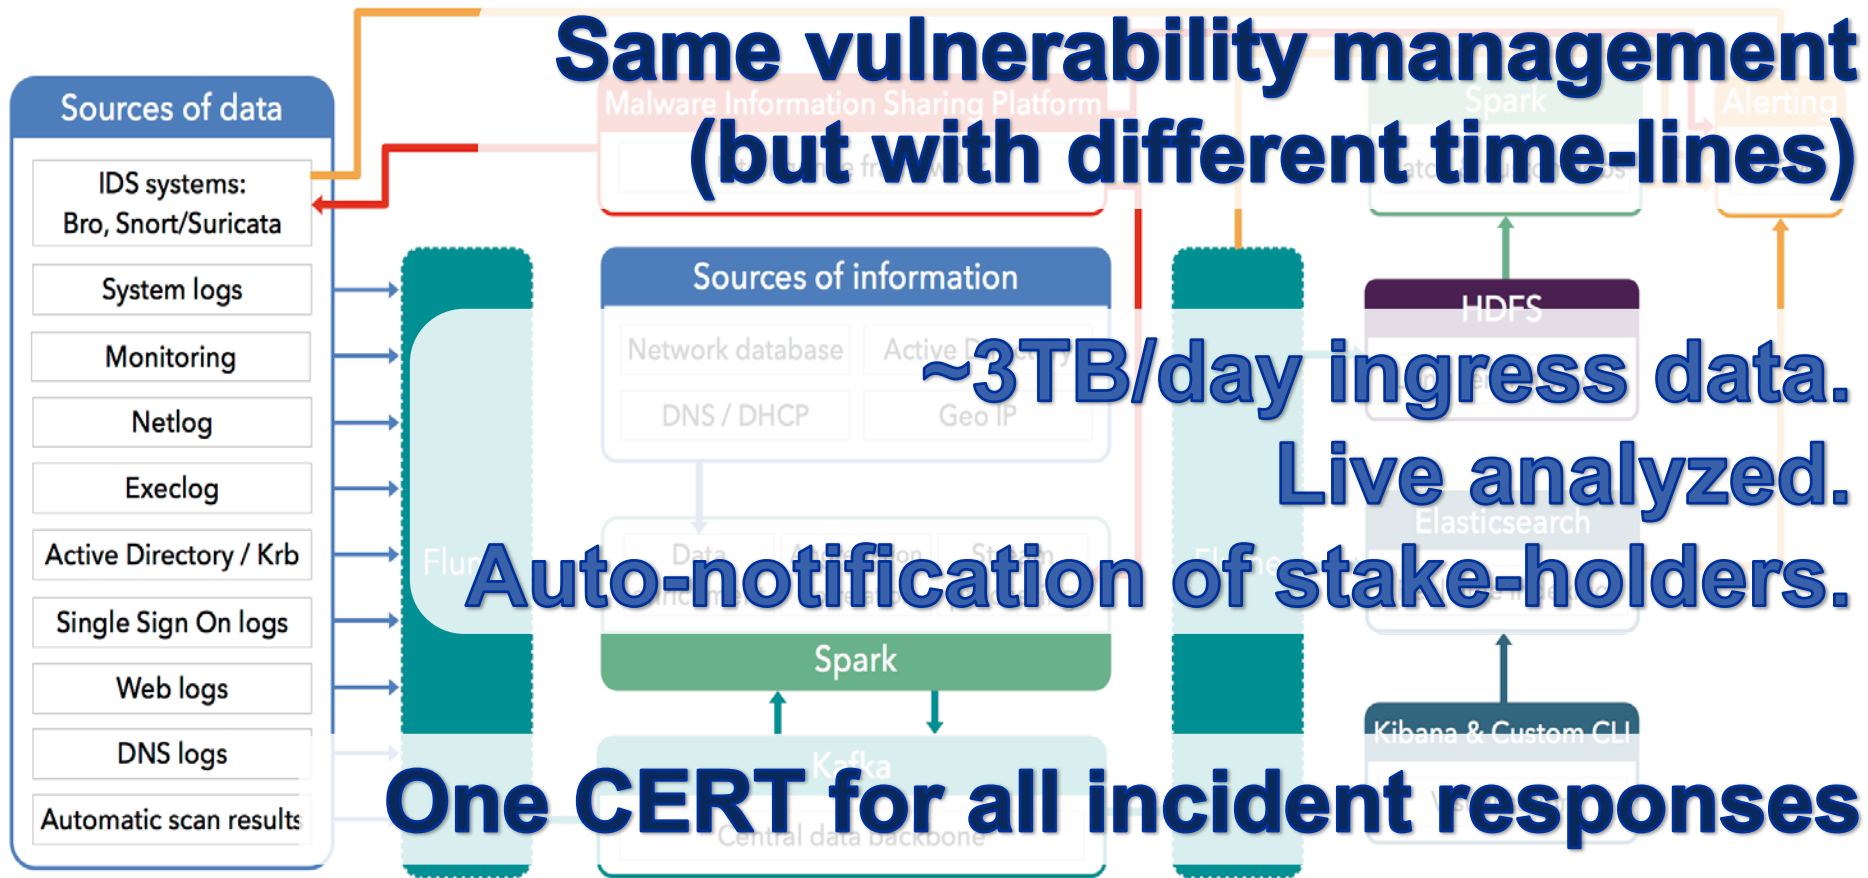 Same vulnerability management
(but with different time-lines)
Sources of data
IDS systems:
Bro, Snort/Suricata
System logs
Monitoring
Netlog
Execlog
Active Directory / Krb
Single Sign On logs
Web logs
DNS logs
Automatic scan results
Malware Information Sharing Platform
Spark
Alerting
Sources of information
Network database
Active Directory
DNS / DHCP
Geo IP
HDFS
~3TB/day ingress data.
Live analyzed.
Auto-notification of stake-holders.
Data
Stream
Spark
Elasticsearch
Kafka
Central data backbone
Kibana & Custom CLI
One CERT for all incident responses